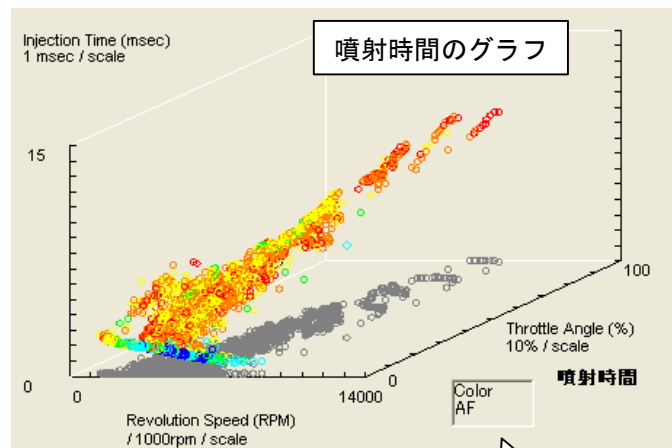 Injection Time (msec)
1 msec / scale
噴射時間のグラフ
15
100
Throttle Angle (%)
10% / scale
0
0
噴射時間
0
14000
Color
AF
Revolution Speed (RPM)
/ 1000rpm / scale